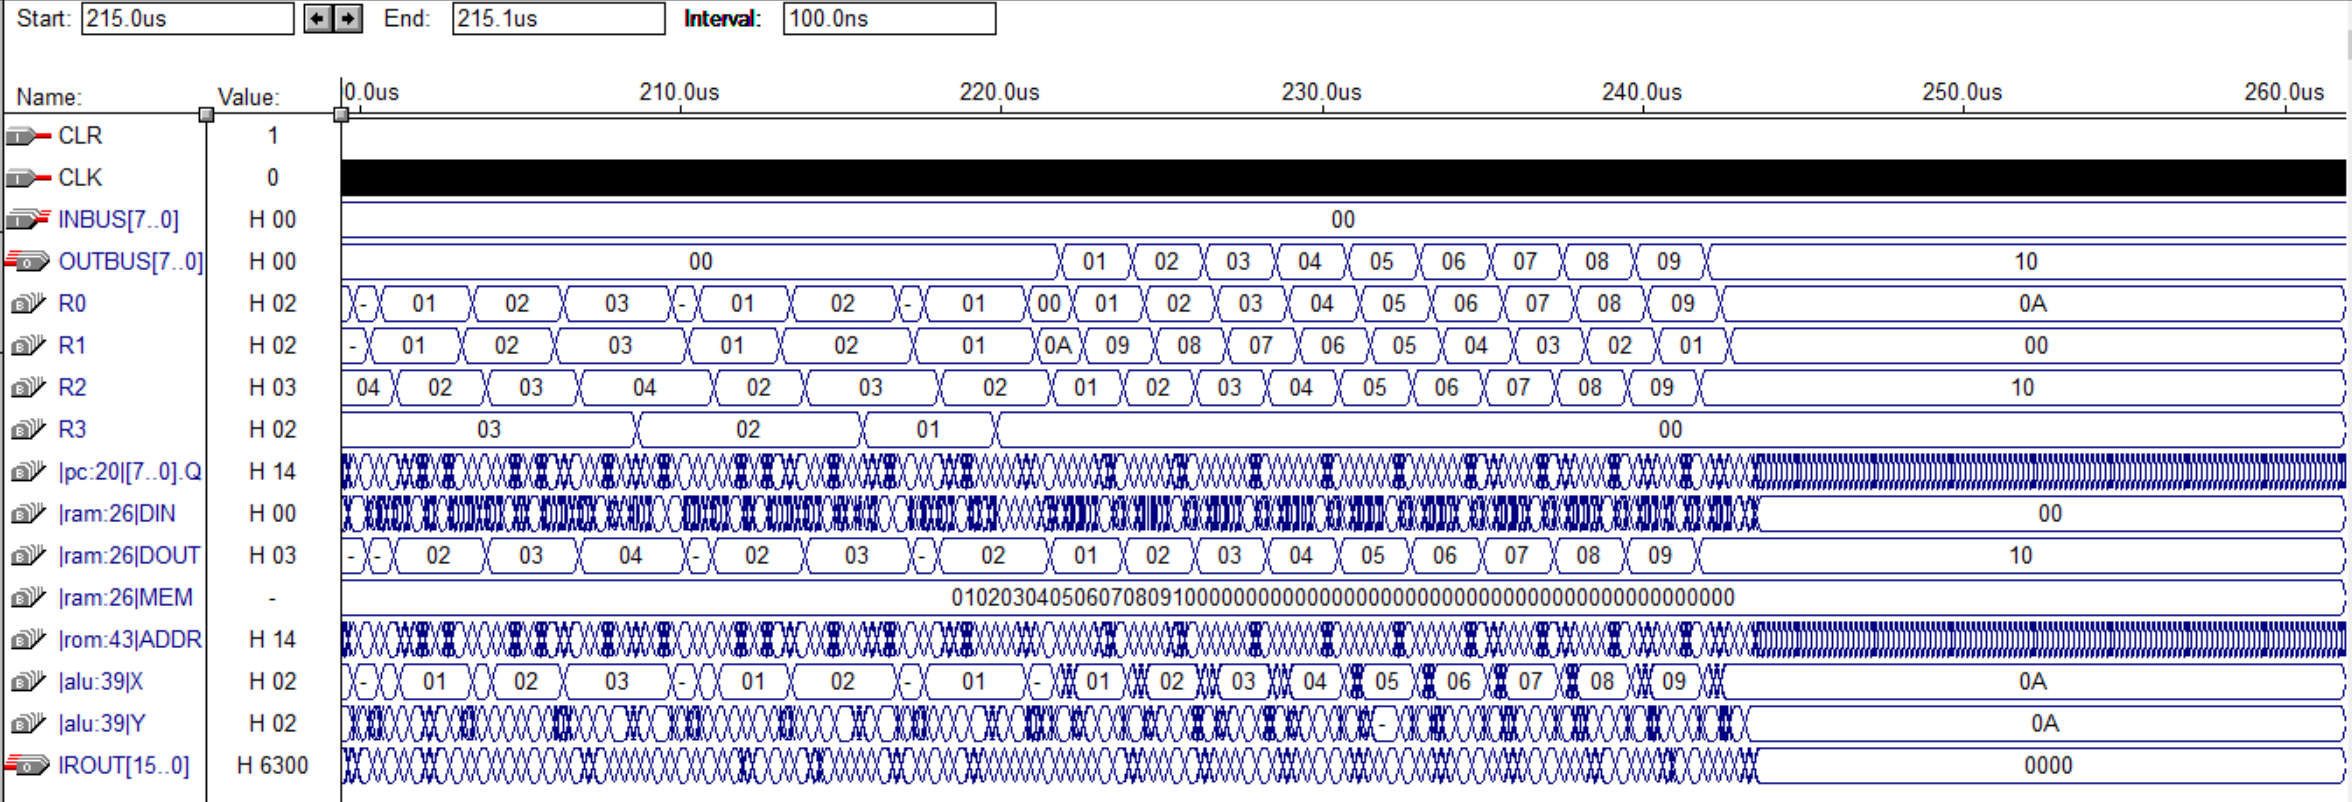 Start: 215.0us End: 215.1us Interval: 100.0ns
Name: Value: 0.0us 210.0us 220.0us 230.0us 240.0us 250.0us 260.0us
CLR 1
CLK 0
INBUS[7..0] H 00 00
OUTBUS[7..0] H 00 00 01 02 03 04 05 06 07 08 09 10
R0 H 02 - 01 02 03 - 01 02 - 01 00 01 02 03 04 05 06 07 08 09 0A
R1 H 02 - 01 02 03 01 02 01 0A 09 08 07 06 05 04 03 02 01 00
R2 H 03 04 02 03 04 02 03 02 01 02 03 04 05 06 07 08 09 10
R3 H 02 03 02 01 00
|pc:20|[7..0].Q H 14
|ram:26|DIN H 00 00
|ram:26|DOUT H 03 - - 02 03 04 - 02 03 - 02 01 02 03 04 05 06 07 08 09 10
|ram:26|MEM -
|rom:43|ADDR H 14
|alu:39|X H 02 - 01 02 03 - 01 02 - 01 - 01 02 03 04 05 06 07 08 09 0A
|alu:39|Y H 02 - 0A
IROUT[15..0] H 6300 0000